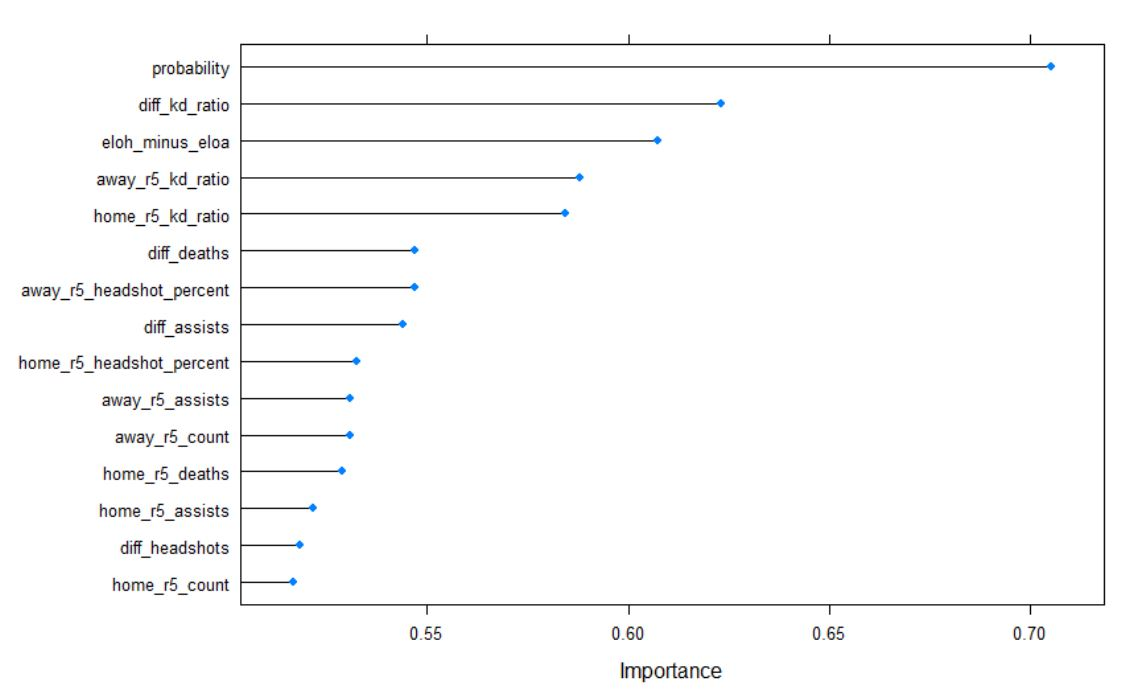 probability
diff_kd_ratio
eloh_minus_eloa
away_r5_kd_ratio
home_r5_kd_ratio
diff_deaths
away_r5_headshot_percent
diff_assists
home_r5_headshot_percent
away_r5_assists
away_r5_count
home_r5_deaths
home_r5_assists
diff_headshots
home_r5_count
0.55 0.60 0.65 0.70
Importance